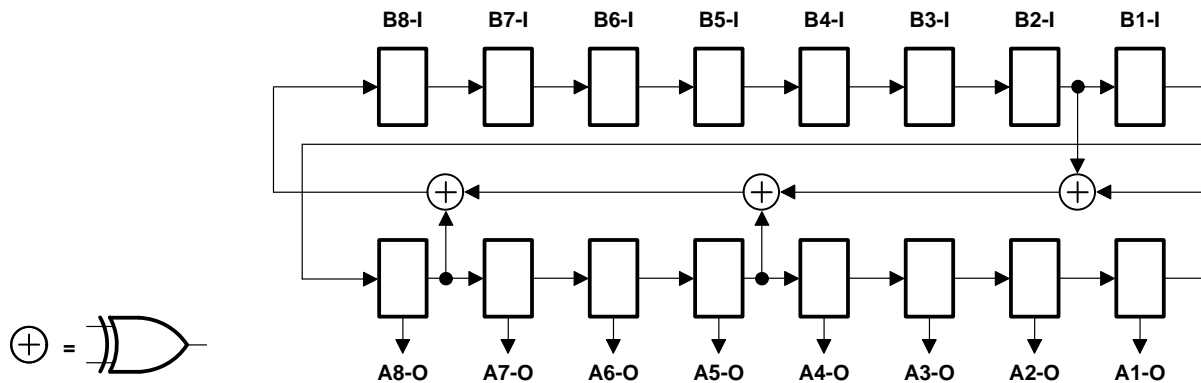 B8-I B7-I B6-I B5-I B4-I B3-I B2-I B1-I
=
A8-O A7-O A6-O A5-O A4-O A3-O A2-O A1-O